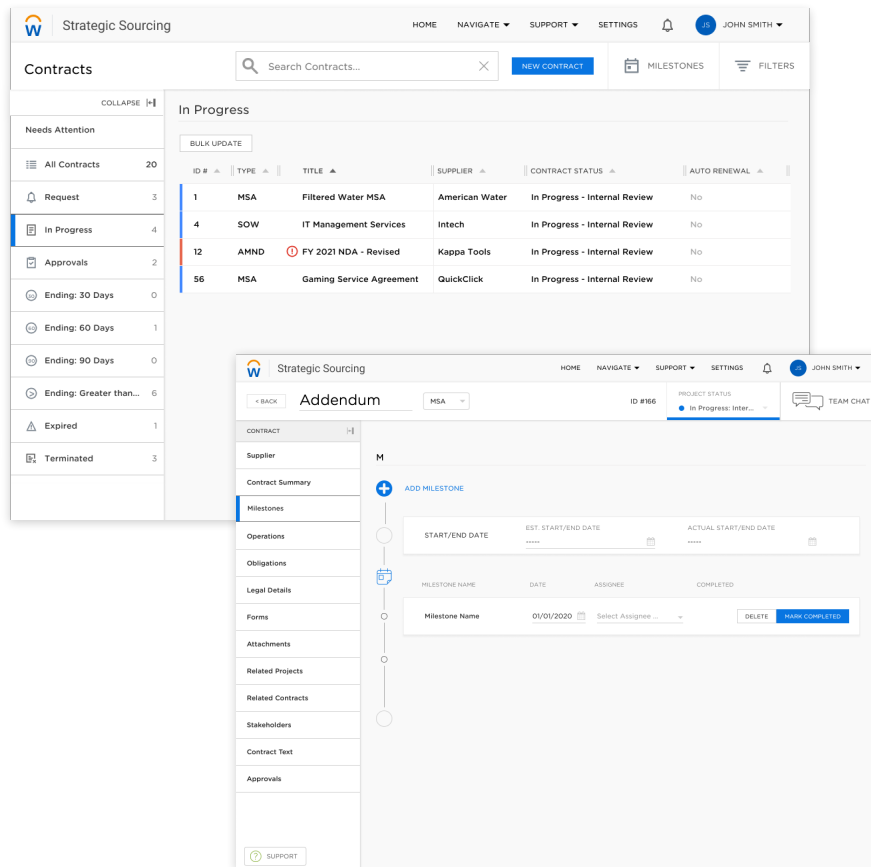 Strategic Sourcing HOME NAVIGATE SUPPORT SETTINGS JS JOHN SMITH
Contracts Search Contracts... NEW CONTRACT MILESTONES FILTERS
COLLAPSE
Needs Attention
All Contracts 20
Request 3
In Progress 4
Approvals 2
30 Ending: 30 Days 0
60 Ending: 60 Days 1
Ending: 90 Days 0
Ending: Greater than... 6
Expired 1
Terminated 3
In Progress
BULK UPDATE
ID # TYPE TITLE SUPPLIER CONTRACT STATUS AUTO RENEWAL
1 MSA Filtered Water MSA American Water In Progress - Internal Review No
4 SOW IT Management Services Intech In Progress - Internal Review No
12 AMND FY 2021 NDA - Revised Kappa Tools In Progress - Internal Review No
56 MSA Gaming Service Agreement QuickClick In Progress - Internal Review No
Strategic Sourcing HOME NAVIGATE SUPPORT SETTINGS JS JOHN SMITH
< BACK Addendum MSA ID #166 PROJECT STATUS
In Progress: Inter... TEAM CHAT
CONTRACT
Supplier
Contract Summary
Milestones
Operations
Obligations
Legal Details
Forms
Attachments
Related Projects
Related Contracts
Stakeholders
Contract Text
Approvals
SUPPORT
M
ADD MILESTONE
START/END DATE EST. START/END DATE ACTUAL START/END DATE
----- -----
MILESTONE NAME DATE ASSIGNEE COMPLETED
Milestone Name 01/01/2020 Select Assignee ... DELETE MARK COMPLETED